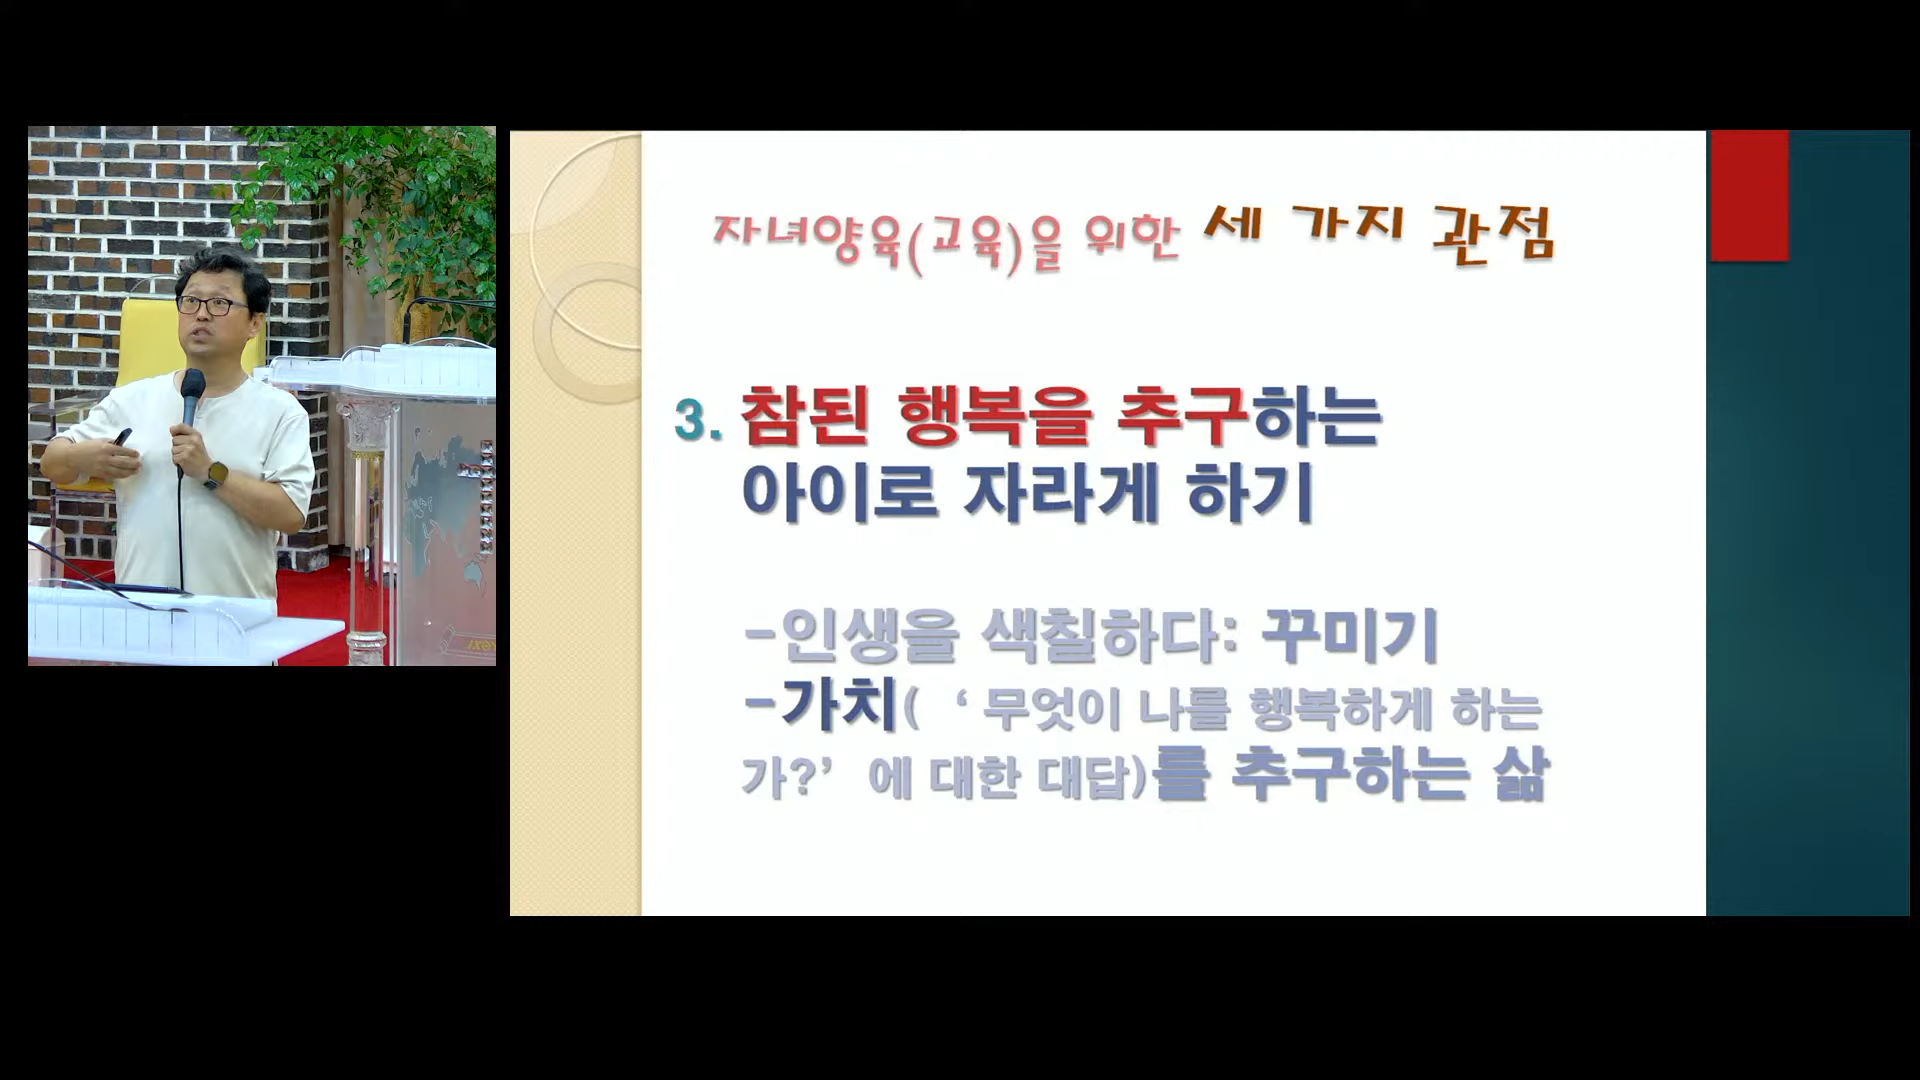 자녀양육(교육)을 위한 세 가지 관점
3. 참된 행복을 추구하는
아이로 자라게 하기
-인생을 색칠하다: 꾸미기
-가치( ‘ 무엇이 나를 행복하게 하는
가?’ 에 대한 대답)를 추구하는 삶